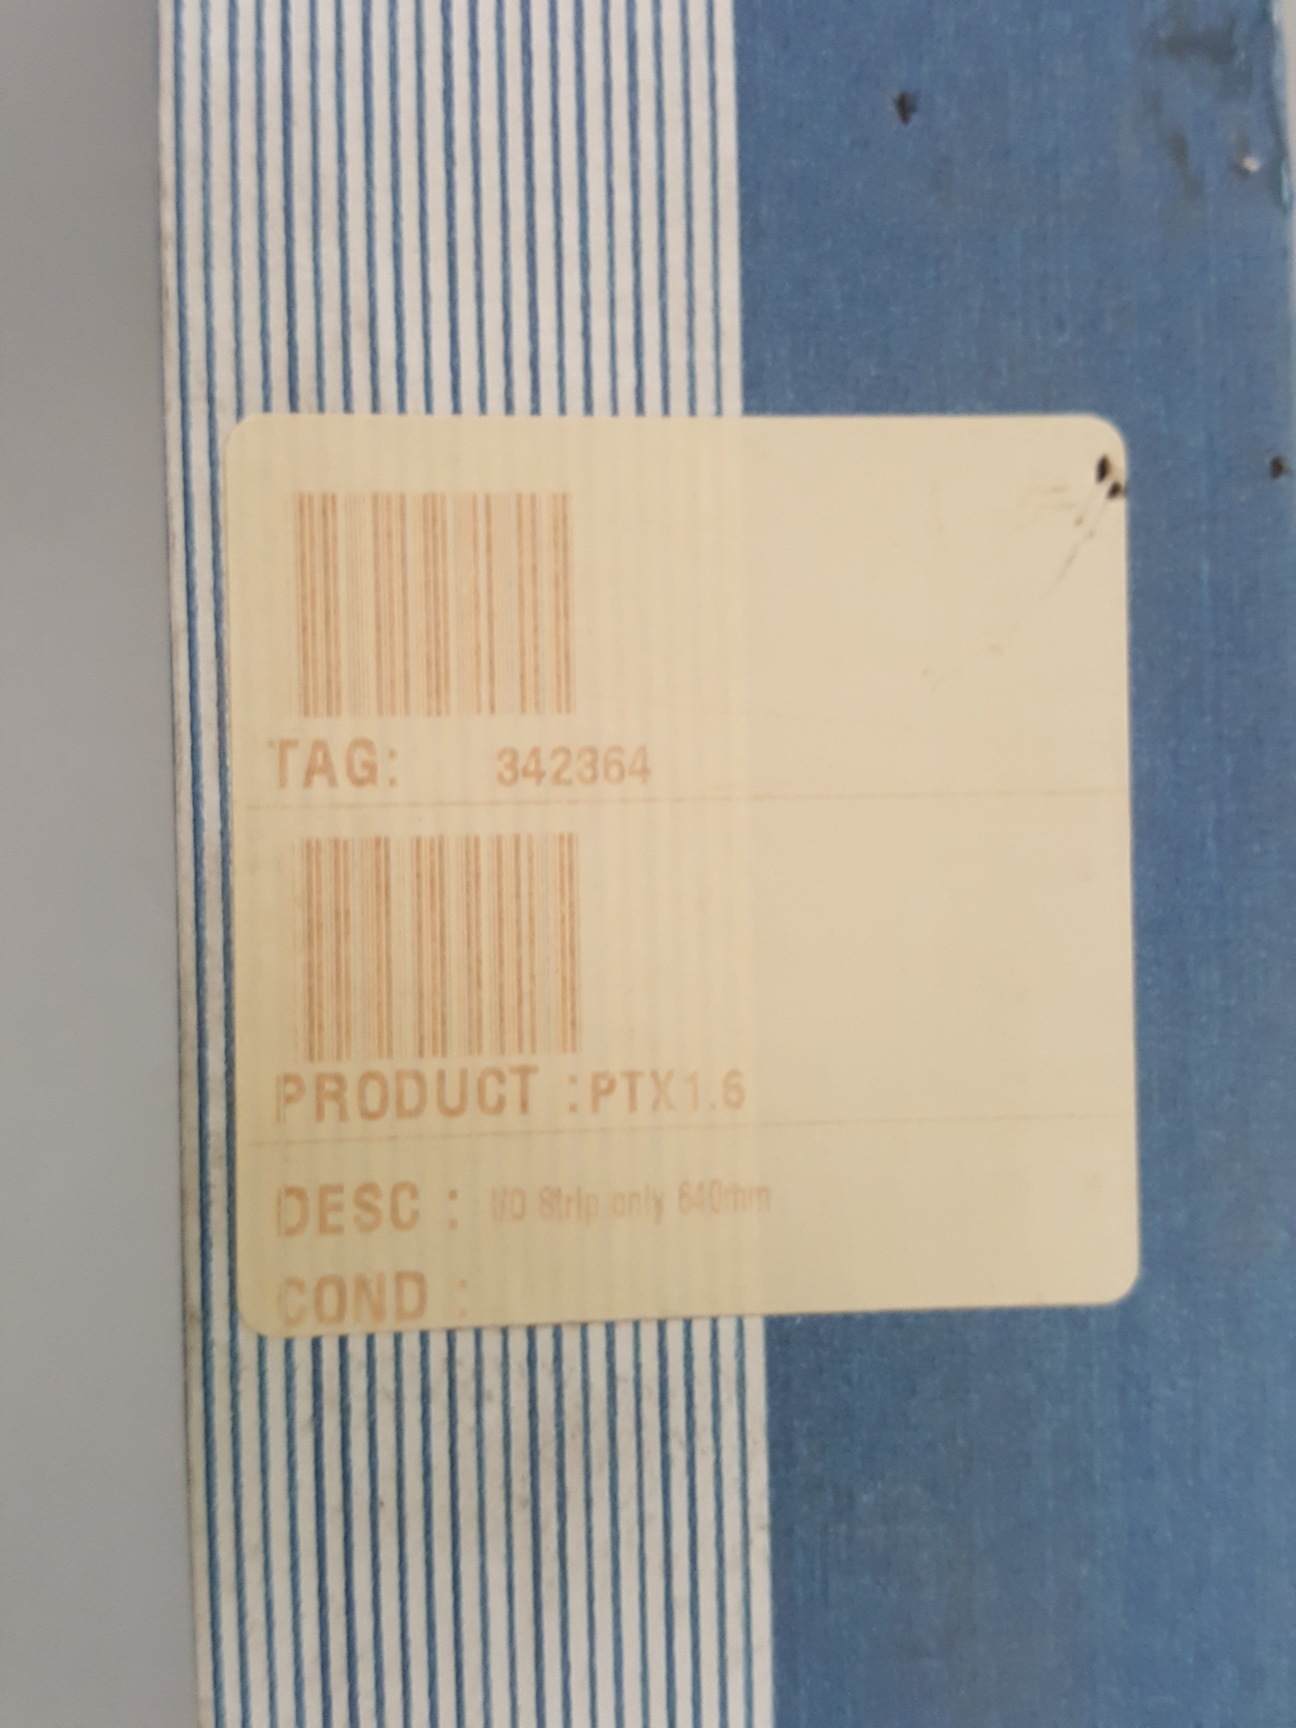 TAG: 342364
PRODUCT :PTX1.6
DESC : I/O Strip only 640mm
COND :